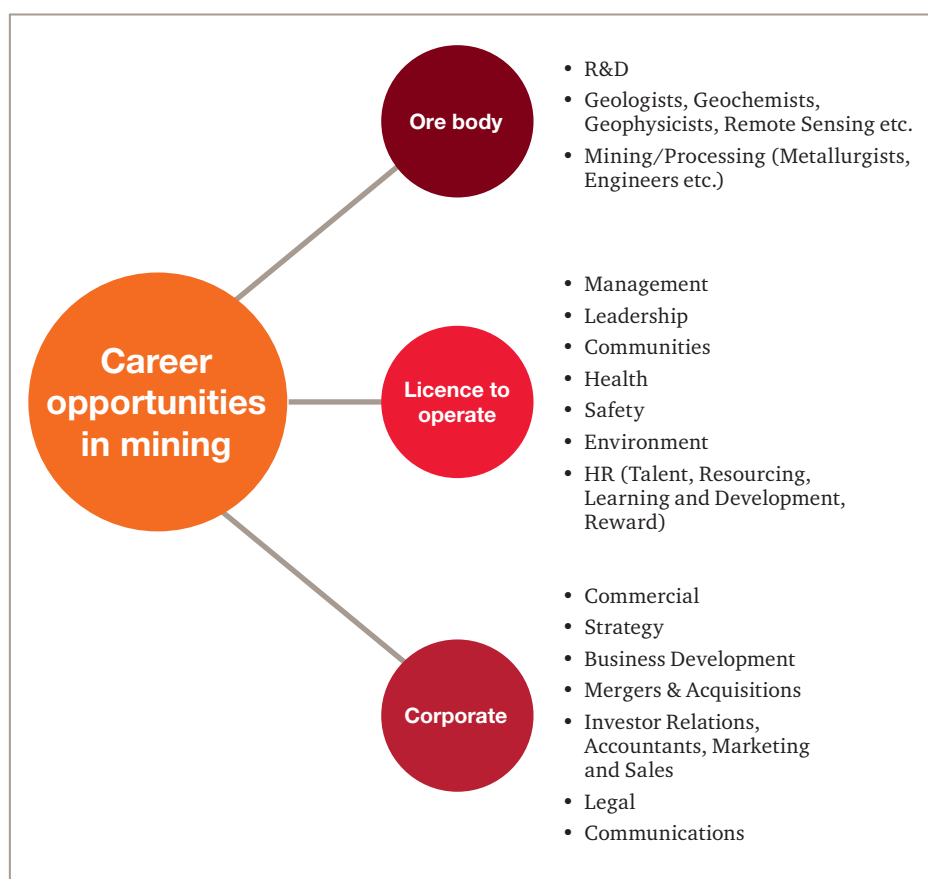 Career
opportunities
in mining
Ore body
• R&D
• Geologists, Geochemists,
Geophysicists, Remote Sensing etc.
• Mining/Processing (Metallurgists,
Engineers etc.)
Licence to
operate
• Management
• Leadership
• Communities
• Health
• Safety
• Environment
• HR (Talent, Resourcing,
Learning and Development,
Reward)
Corporate
• Commercial
• Strategy
• Business Development
• Mergers & Acquisitions
• Investor Relations,
Accountants, Marketing
and Sales
• Legal
• Communications